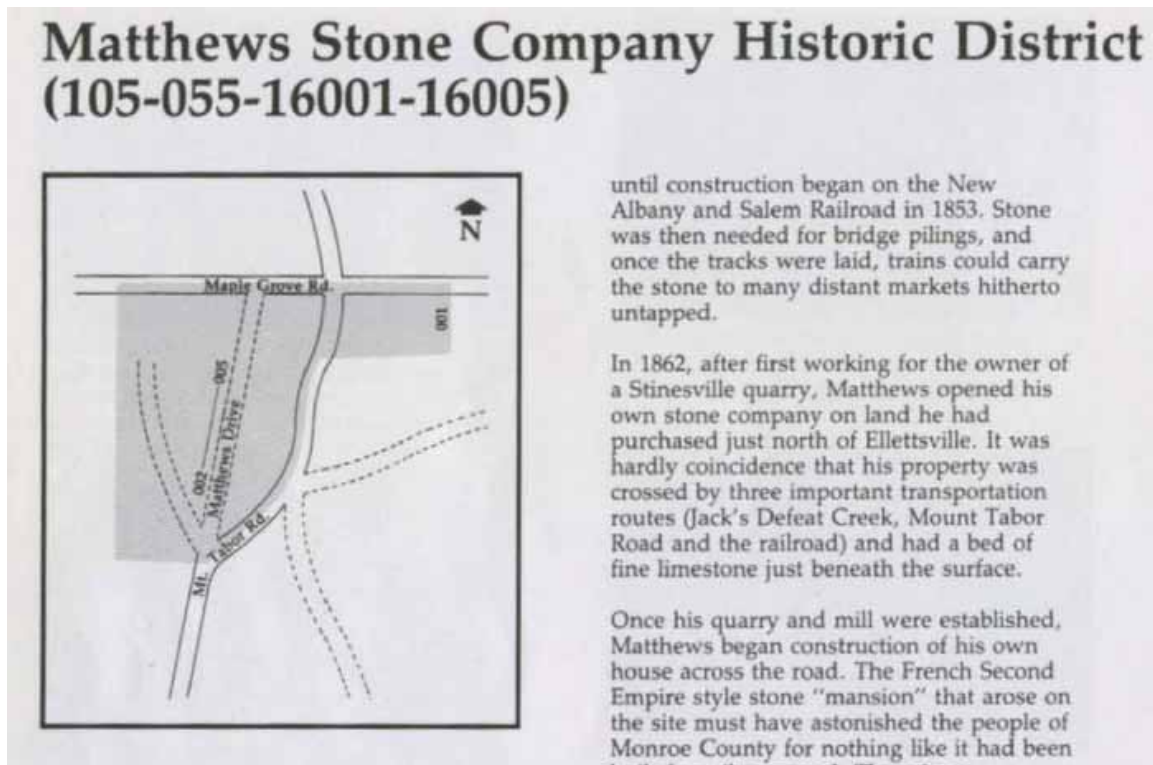 Matthews Stone Company Historic District
(105-055-16001-16005)
N
Maple Grove Rd.
001
005
Matthews Drive
002
Mt. Tabor Rd.
until construction began on the New
Albany and Salem Railroad in 1853. Stone
was then needed for bridge pilings, and
once the tracks were laid, trains could carry
the stone to many distant markets hitherto
untapped.
In 1862, after first working for the owner of
a Stinesville quarry, Matthews opened his
own stone company on land he had
purchased just north of Ellettsville. It was
hardly coincidence that his property was
crossed by three important transportation
routes (Jack's Defeat Creek, Mount Tabor
Road and the railroad) and had a bed of
fine limestone just beneath the surface.
Once his quarry and mill were established,
Matthews began construction of his own
house across the road. The French Second
Empire style stone "mansion" that arose on
the site must have astonished the people of
Monroe County for nothing like it had been